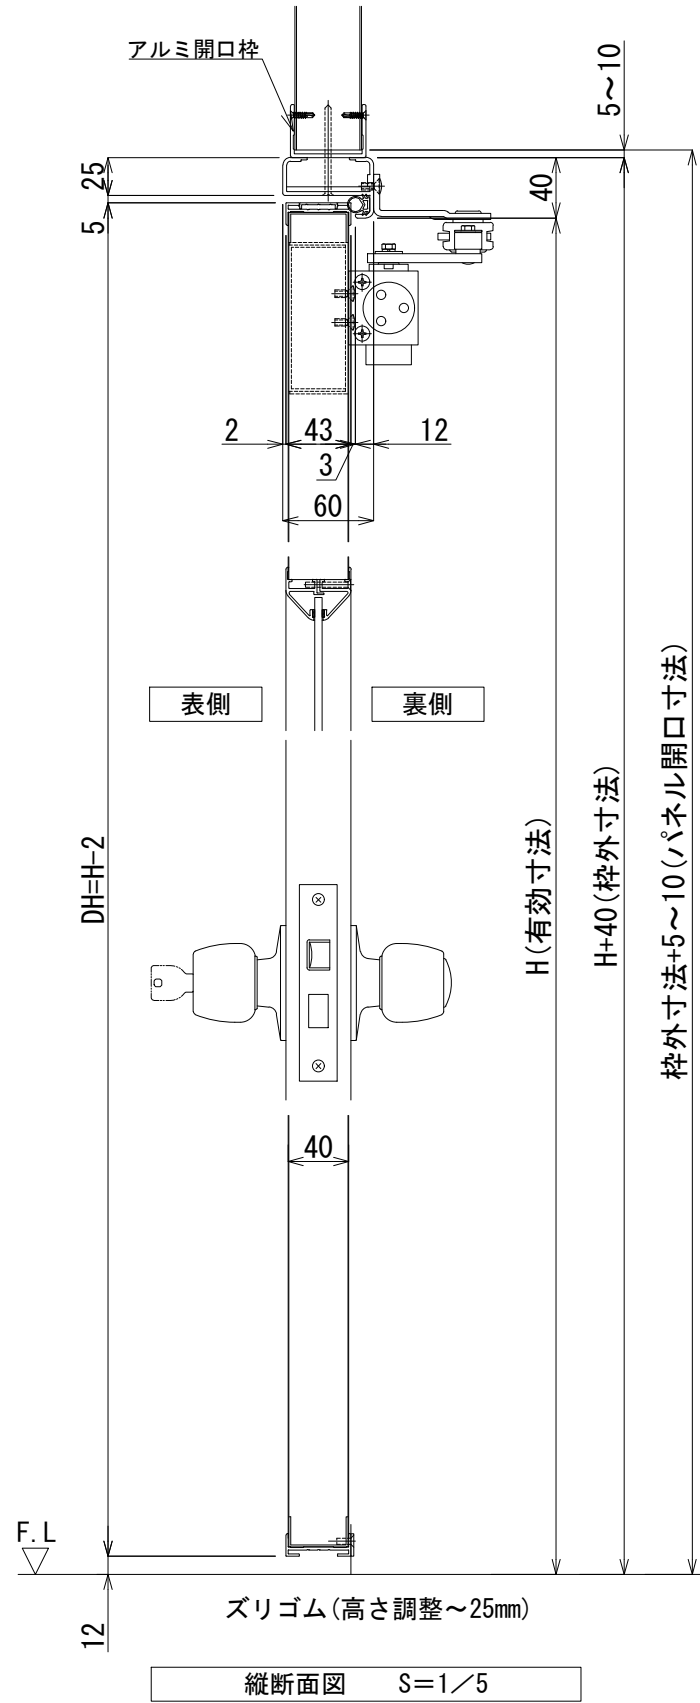 アルミ開口枠
5～10
25
5
40
2
43
12
3
60
表側
裏側
DH=H-2
H(有効寸法)
H+40(枠外寸法)
枠外寸法+5～10(パネル開口寸法)
40
F.L
12
ズリゴム(高さ調整～25mm)
縦断面図 S=1/5